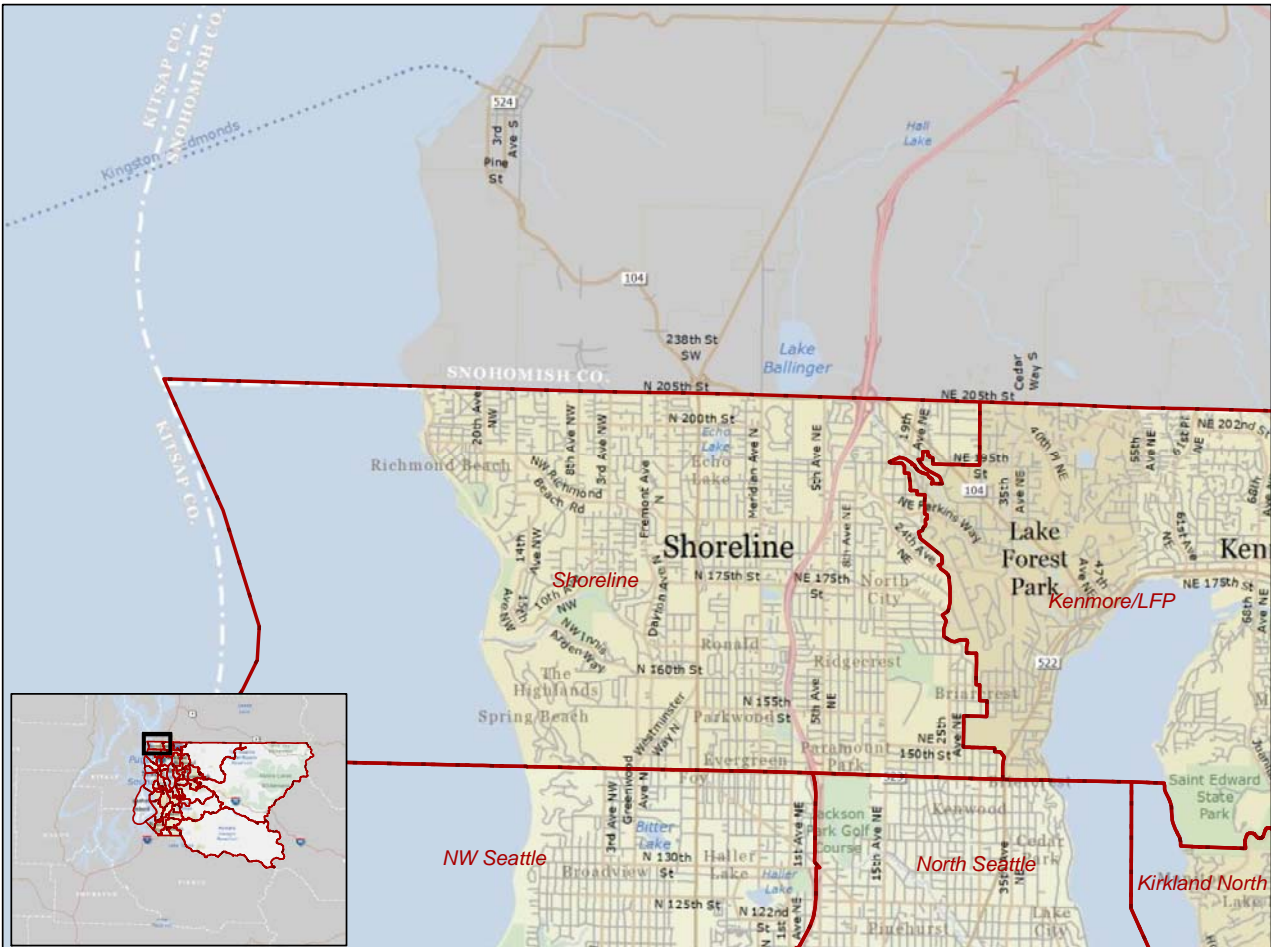 KITSAP CO.
SNOHOMISH CO.
Kingston - Edmonds
524
3rd
Ave S
Pine
St
Hall
Lake
104
238th St
SW
Lake
Ballinger
Cedar
Way S
SNOHOMISH CO.
N 205th St
NE 205th St
KITSAP CO.
20th Ave
NW
8th Ave NW
3rd Ave NW
N 200th St
Echo
Lake
Echo
Lake
Meridian Ave N
5th Ave NE
19th
Ave NE
NE 195th
St
40th Pl NE
55th
Ave NE
61st Pl
NE
NE 202nd St
68th
Richmond Beach
NW Richmond
Beach Rd
Fremont Ave
N
104
35th
Ave NE
NE Perkins Way
24th Ave
NE
8th Ave NE
61st Ave
NE
Shoreline
Lake
Forest
Park
Ken
14th
Ave NW
15th
Ave NW
10th Ave
NW
Shoreline
Dayton Ave N
N 175th St
NE 175th
St
North
City
47th
Ave NE
Kenmore/LFP
NE 175th St
68th
Ave NE
NW Innis
Arden Way
Ronald
N 160th St
Ridgecrest
522
The
Highlands
Spring Beach
Westminster
Way N
N 155th
St
Parkwood
5th Ave
NE
Briarcrest
25th
Ave NE
NE
150th St
Paramount
Park
Evergreen
Foy
Briercrest
Saint Edward
State
Park
3rd Ave NW
Greenwood
Ave N
Bitter
Lake
1st Ave NE
Jackson
Park Golf
Course
15th Ave NE
Kenwood
Cedar
Park
35th
NE
NW Seattle
N 130th
St
Haller
Lake
Haller
Lake
North Seattle
Kirkland North
Broadview
N 125th St
N 122nd
St
1st
Ave NE
N
Pinehurst
Lake
City